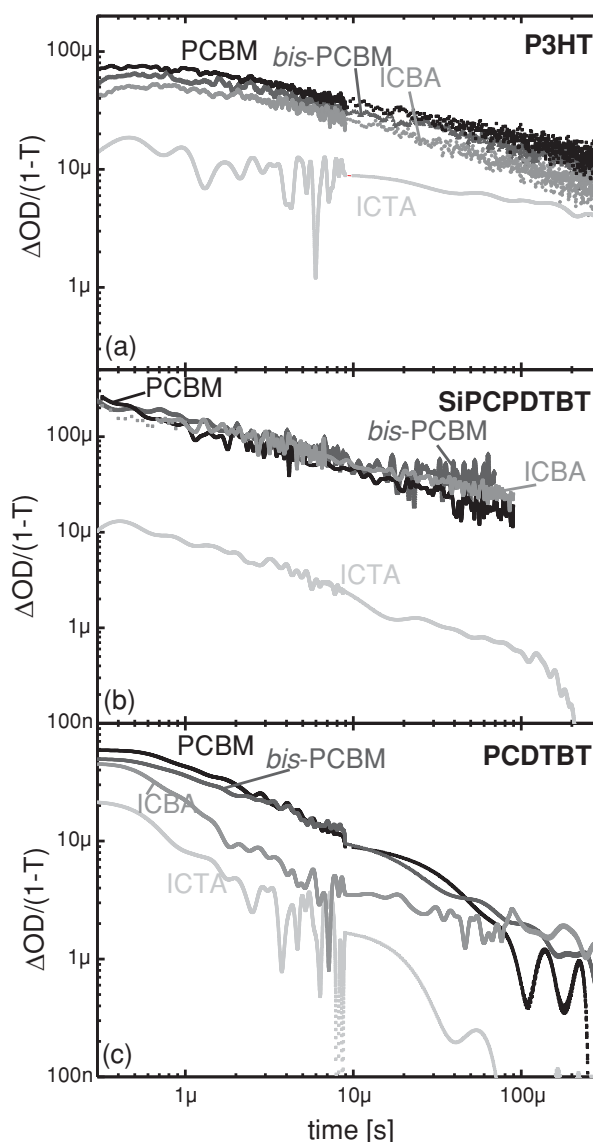 100µ
PCBM
bis-PCBM
ICBA
P3HT
10µ
ICTA
1µ
ΔOD/(1-T)
(a)
PCBM
SiPCPDTBT
bis-PCBM
100µ
ICBA
10µ
ICTA
1µ
ΔOD/(1-T)
100n
(b)
PCBM
bis-PCBM
PCDTBT
ICBA
10µ
ICTA
1µ
ΔOD/(1-T)
100n
(c)
1µ 10µ 100µ
time [s]